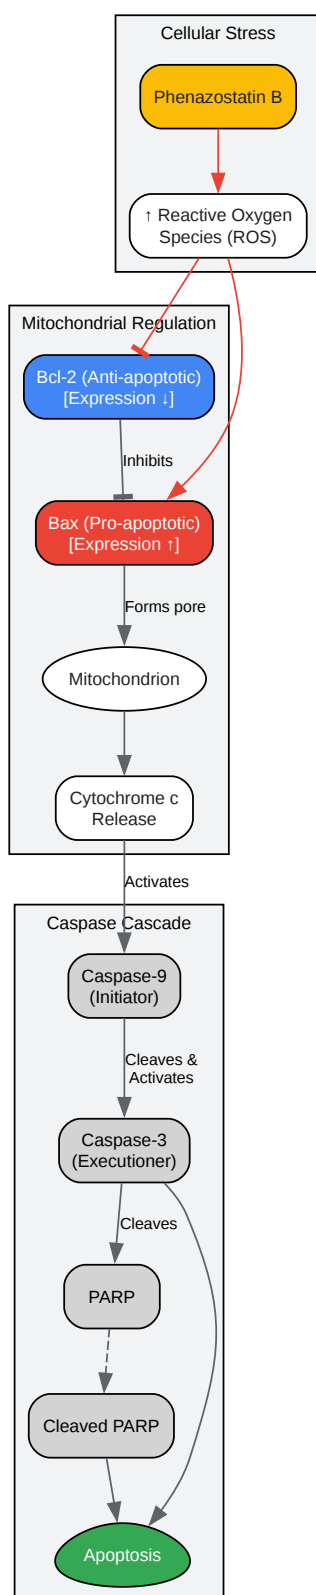 Cellular Stress
Phenazostatin B
↑ Reactive Oxygen
Species (ROS)
Mitochondrial Regulation
Bcl-2 (Anti-apoptotic)
[Expression ↓]
Inhibits
Bax (Pro-apoptotic)
[Expression ↑]
Forms pore
Mitochondrion
Cytochrome c
Release
Activates
Caspase Cascade
Caspase-9
(Initiator)
Cleaves &
Activates
Caspase-3
(Executioner)
Cleaves
PARP
Cleaved PARP
Apoptosis